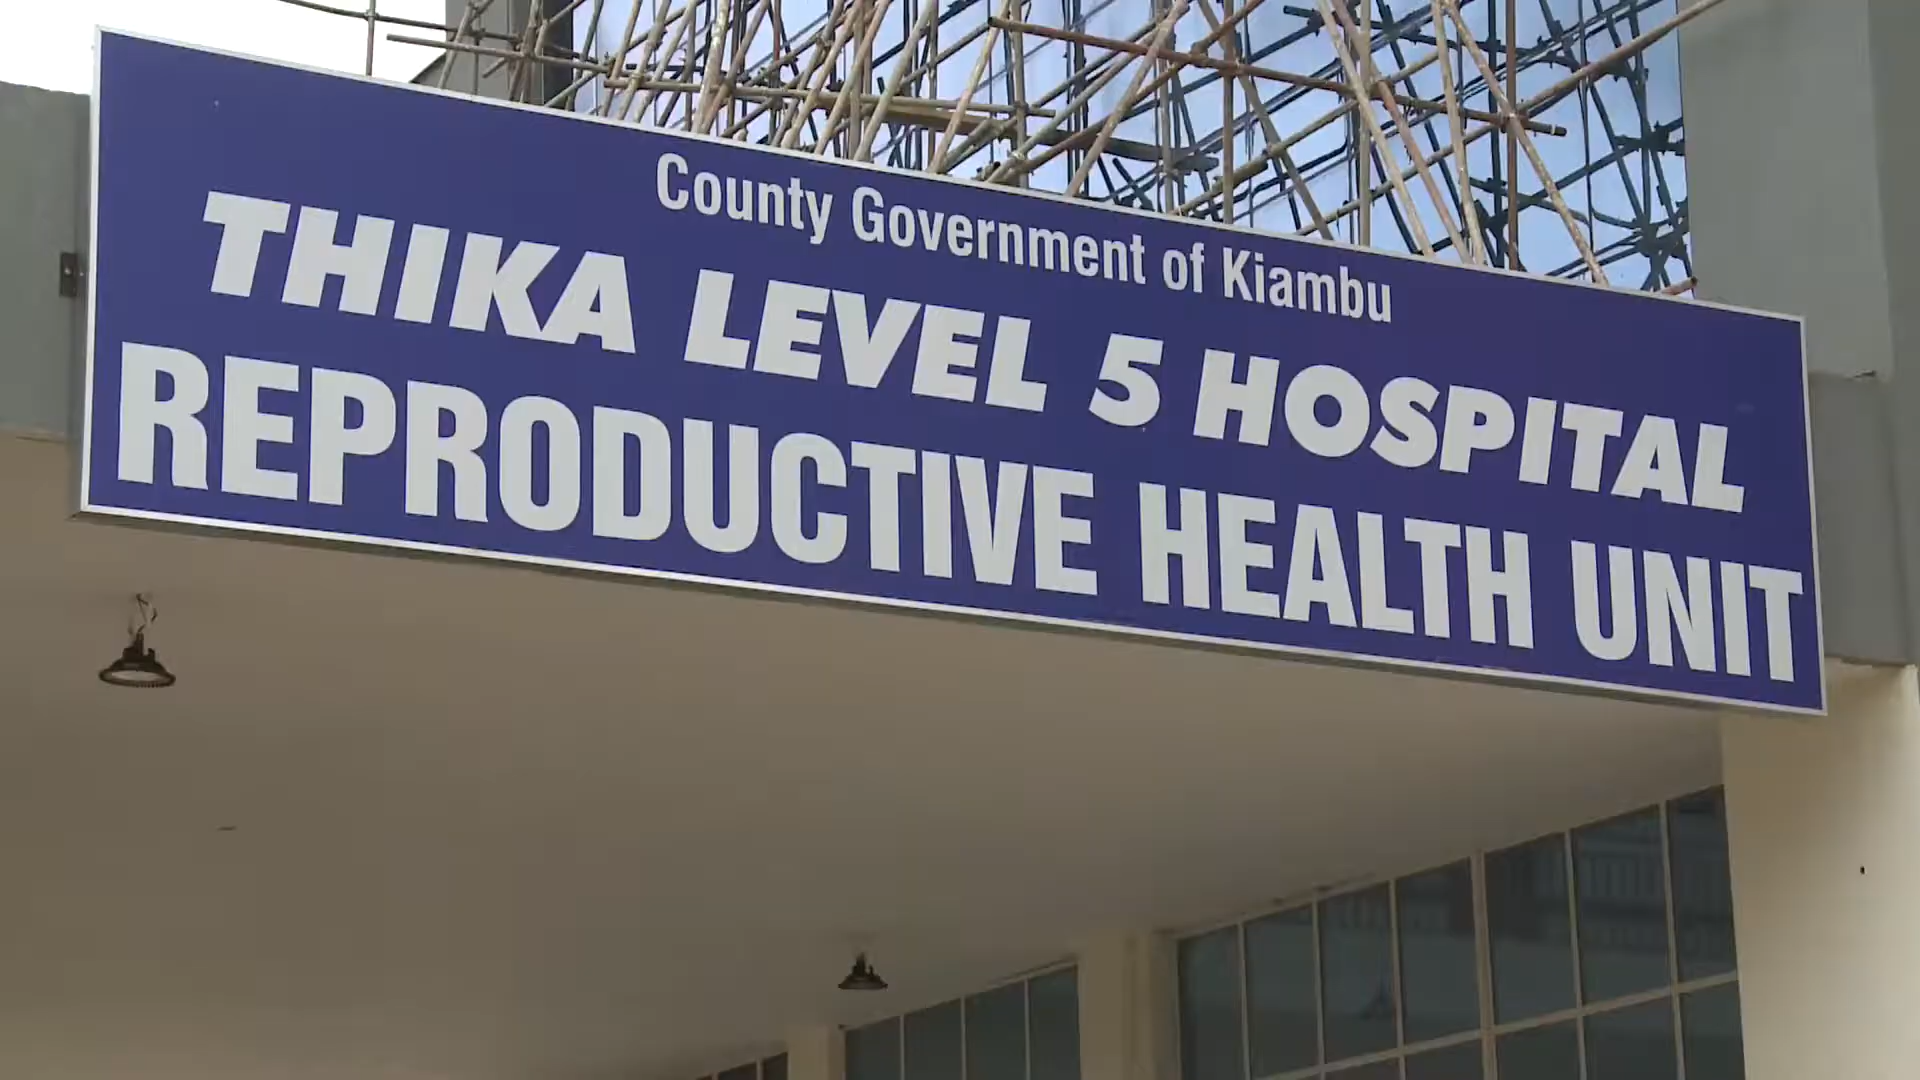 County Government of Kiambu
THIKA LEVEL 5 HOSPITAL
REPRODUCTIVE HEALTH UNIT